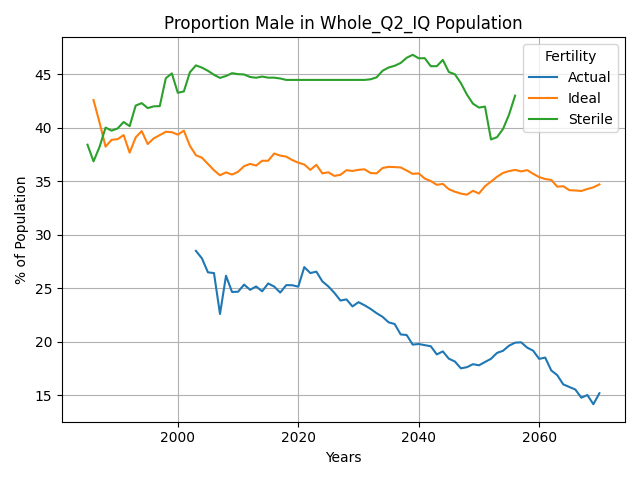 Proportion Male in Whole_Q2_IQ Population
Fertility
Actual
Ideal
Sterile
% of Population
45
40
35
30
25
20
15
2000
2020
2040
2060
Years